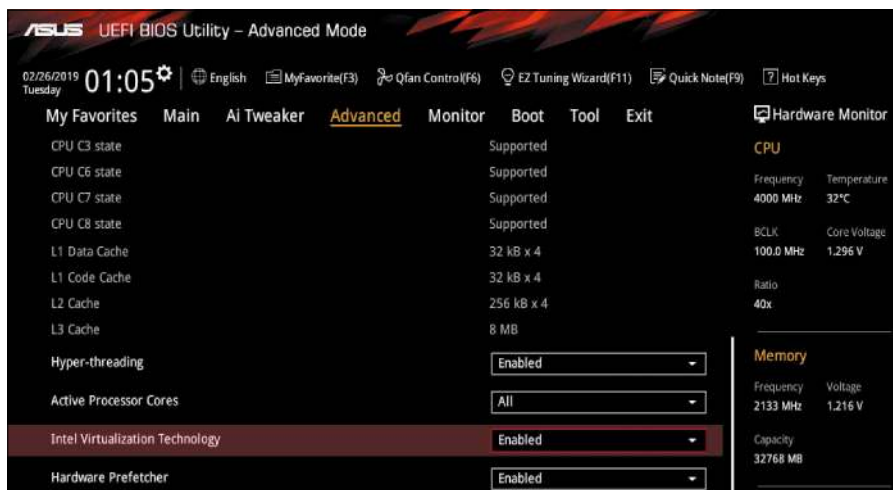 ASUS UEFI BIOS Utility – Advanced Mode
02/26/2019
Tuesday
01:05
English
MyFavorite(F3)
Qfan Control(F6)
EZ Tuning Wizard(F11)
Quick Note(F9)
? Hot Keys
My Favorites Main Ai Tweaker Advanced Monitor Boot Tool Exit
CPU C3 state Supported
CPU C6 state Supported
CPU C7 state Supported
CPU C8 state Supported
L1 Data Cache 32 kB x 4
L1 Code Cache 32 kB x 4
L2 Cache 256 kB x 4
L3 Cache 8 MB
Hyper-threading Enabled
Active Processor Cores All
Intel Virtualization Technology Enabled
Hardware Prefetcher Enabled
Hardware Monitor
CPU
Frequency Temperature
4000 MHz 32°C
BCLK Core Voltage
100.0 MHz 1.296 V
Ratio
40x
Memory
Frequency Voltage
2133 MHz 1.216 V
Capacity
32768 MB